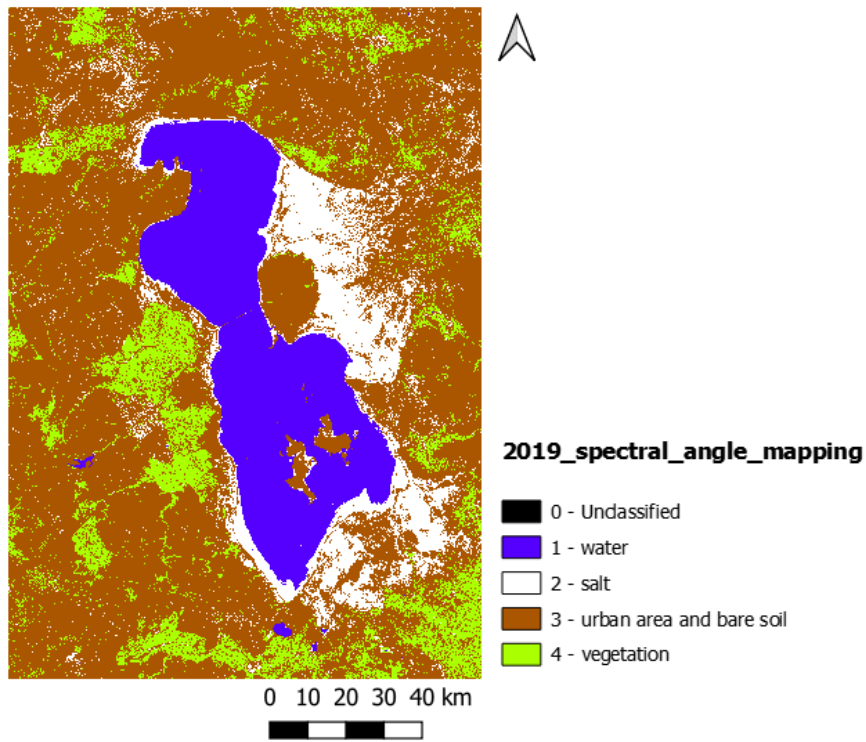 2019_spectral_angle_mapping
0 - Unclassified
1 - water
2 - salt
3 - urban area and bare soil
4 - vegetation
0 10 20 30 40 km